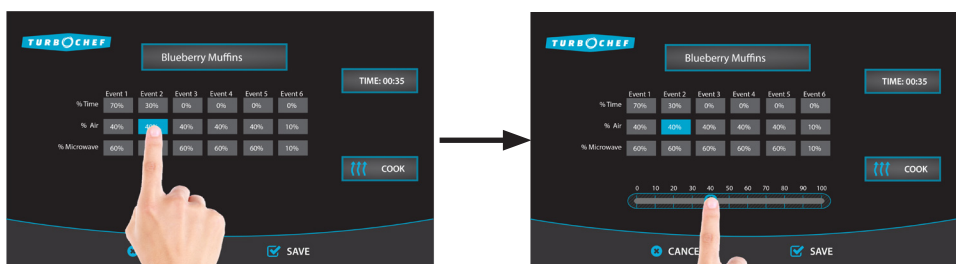 TURBOCHEF
Blueberry Muffins
TIME: 00:35
Event 1 Event 2 Event 3 Event 4 Event 5 Event 6
% Time 70% 30% 0% 0% 0% 0%
% Air 40% 40% 40% 40% 40% 10%
% Microwave 60% 60% 60% 60% 10%
COOK
SAVE
TURBOCHEF
Blueberry Muffins
TIME: 00:35
Event 1 Event 2 Event 3 Event 4 Event 5 Event 6
% Time 70% 30% 0% 0% 0% 0%
% Air 40% 40% 40% 40% 40% 10%
% Microwave 60% 60% 60% 60% 60% 10%
COOK
0 10 20 30 40 50 60 70 80 90 100
CANCE
SAVE